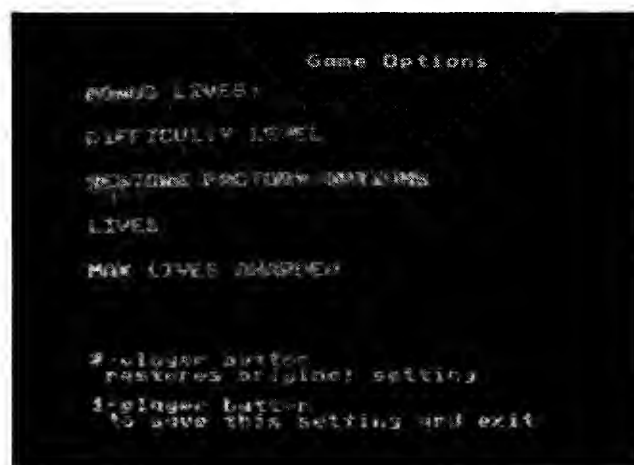 Game Options
BONUS LIVES:
DIFFICULTY LEVEL
RESTORE FACTORY OPTIONS
LIVES
MAX LIVES AWARDED
2-player button
restores original setting
1-player button
to save this setting and exit